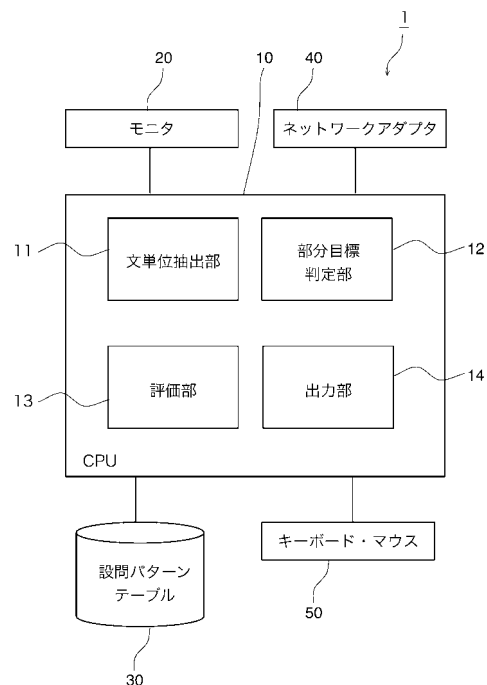 1
20
10
40
モニタ
ネットワークアダプタ
11
文単位抽出部
部分目標
判定部
12
13
評価部
出力部
14
CPU
設問パターン
テーブル
キーボード・マウス
50
30